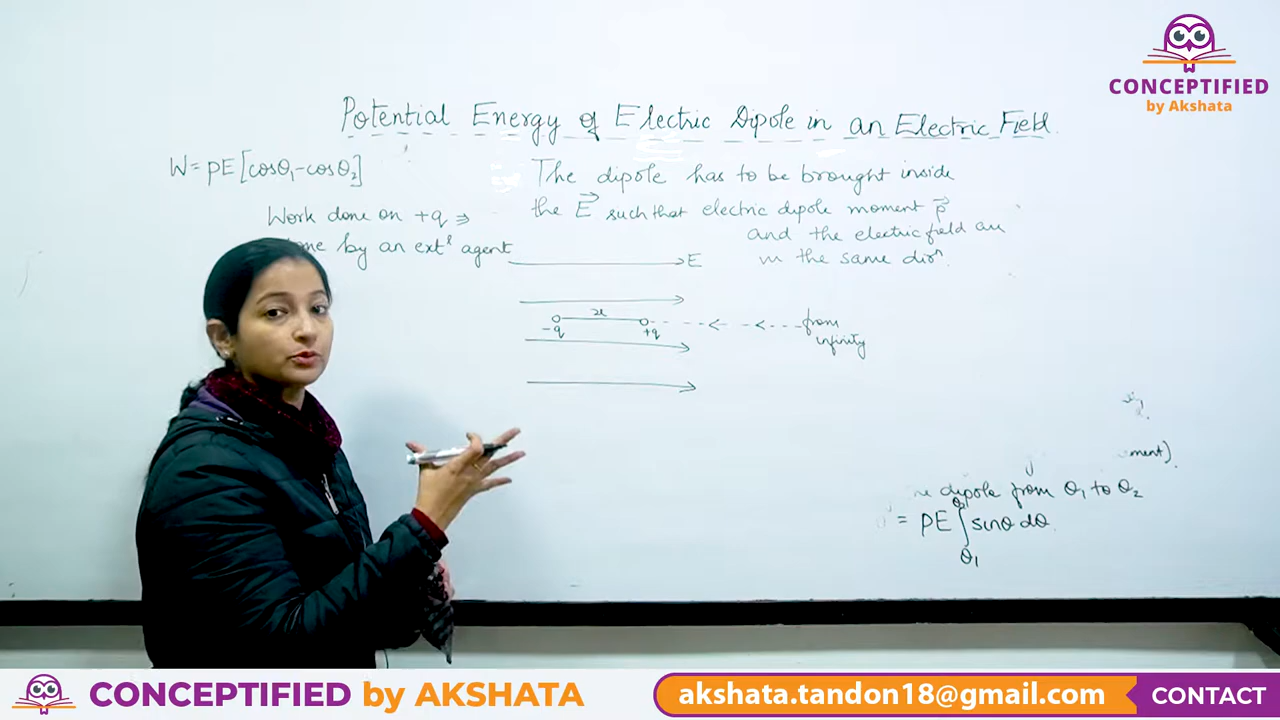 CONCEPTIFIED
by Akshata
Potential Energy of Electric Dipole in an Electric Field.
W = pE[cosθ₁-cosθ₂]
Work done on +q ⇒
by an extˡ agent
The dipole has to be brought inside
the E⃗ such that electric dipole moment p⃗
and the electric field are
in the same dirⁿ.
E
2l
-q
+q
from
infinity
ment).
dipole from θ₁ to θ₂
= PE ∫ sinθ dθ
θ₂
θ₁
CONCEPTIFIED by AKSHATA
akshata.tandon18@gmail.com
CONTACT